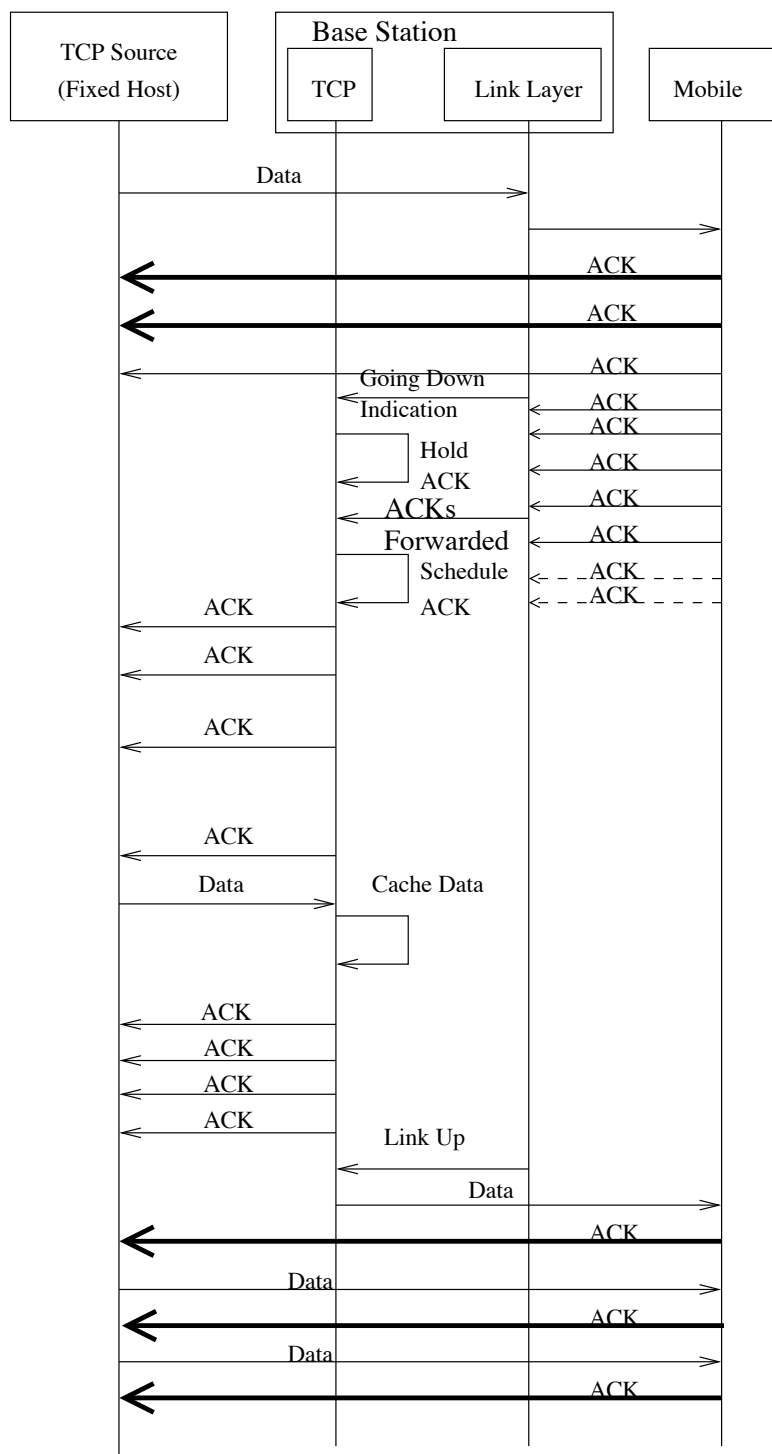 Base Station
TCP Source
(Fixed Host)
TCP
Link Layer
Mobile
Data
ACK
ACK
ACK
Going Down
Indication
ACK
ACK
Hold
ACK
ACK
ACK
ACKs
Forwarded
ACK
Schedule
ACK
ACK
ACK
ACK
ACK
ACK
ACK
Data
Cache Data
ACK
ACK
ACK
ACK
Link Up
Data
ACK
Data
ACK
Data
ACK